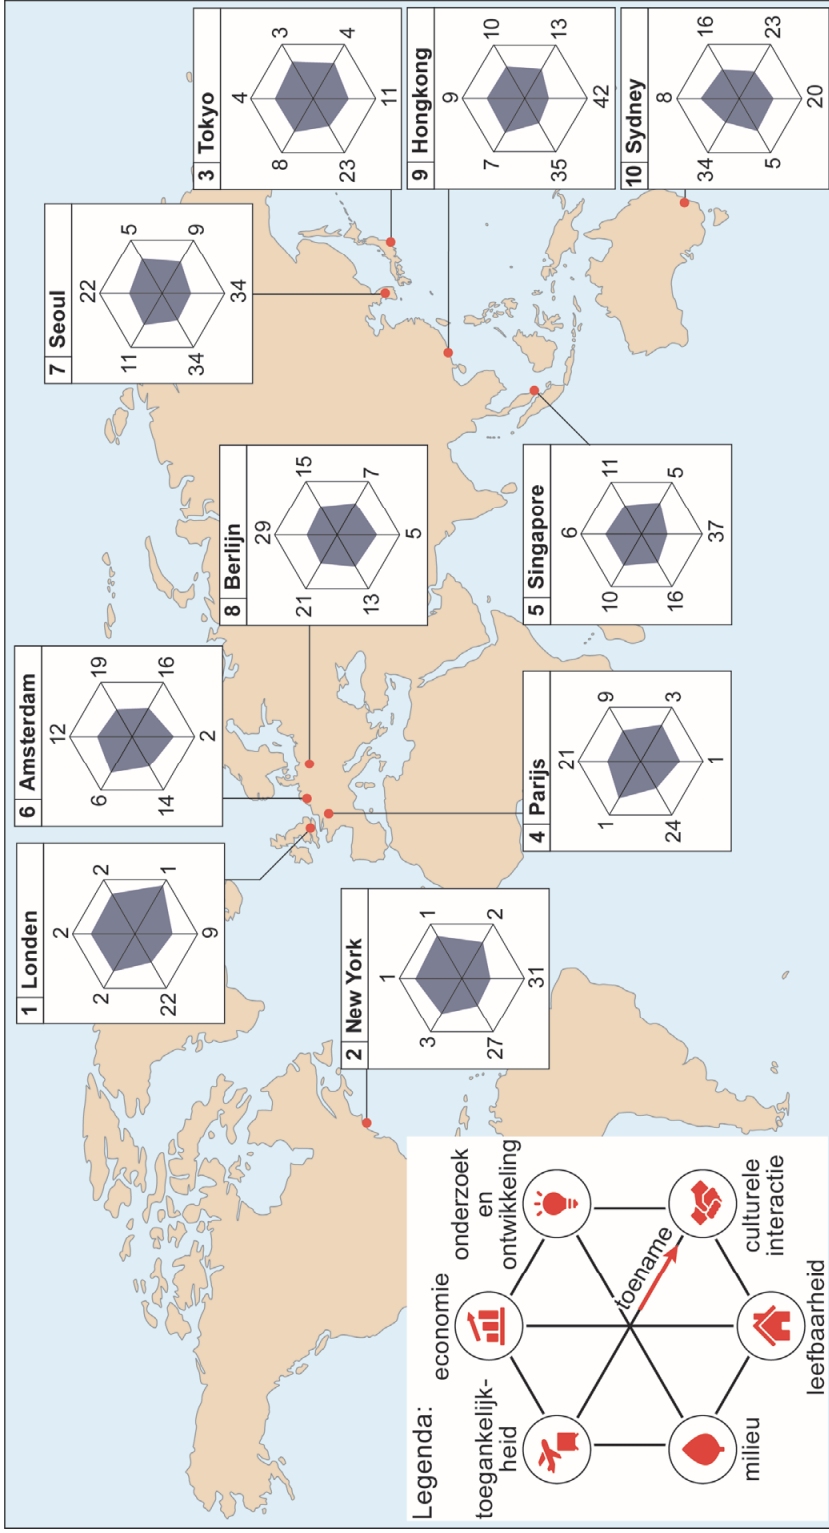 1 Londen
2
2 2
22 1
9
6 Amsterdam
12
6 19
14 16
2
7 Seoul
22
11 5
34 9
34
3 Tokyo
4
8 3
23 4
11
8 Berlijn
29
21 15
13 7
5
2 New York
1
3 1
27 2
31
9 Hongkong
9
7 10
35 13
42
4 Parijs
21
1 9
24 3
1
5 Singapore
6
10 11
16 5
37
10 Sydney
8
34 16
5 23
20
Legenda:
economie
onderzoek
en
ontwikkeling
toegankelijk-
heid
toename
milieu
culturele
interactie
leefbaarheid